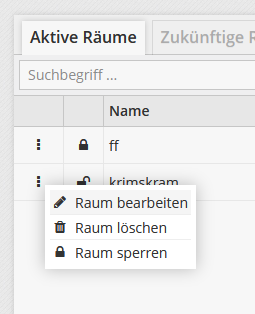 Aktive Räume Zukünftige R
Suchbegriff ...
Name
ff
krimskram
Raum bearbeiten
Raum löschen
Raum sperren